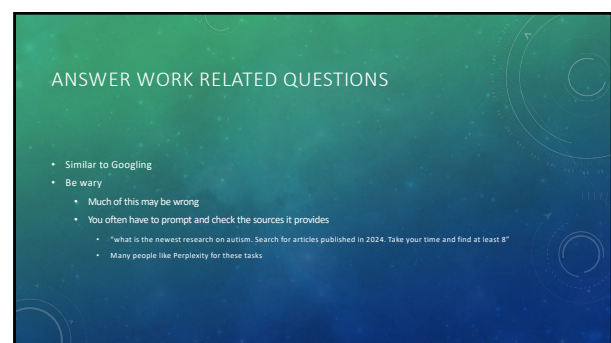 ANSWER WORK RELATED QUESTIONS
• Similar to Googling
• Be wary
• Much of this may be wrong
• You often have to prompt and check the sources it provides
• "what is the newest research on autism. Search for articles published in 2024. Take your time and find at least 8"
• Many people like Perplexity for these tasks